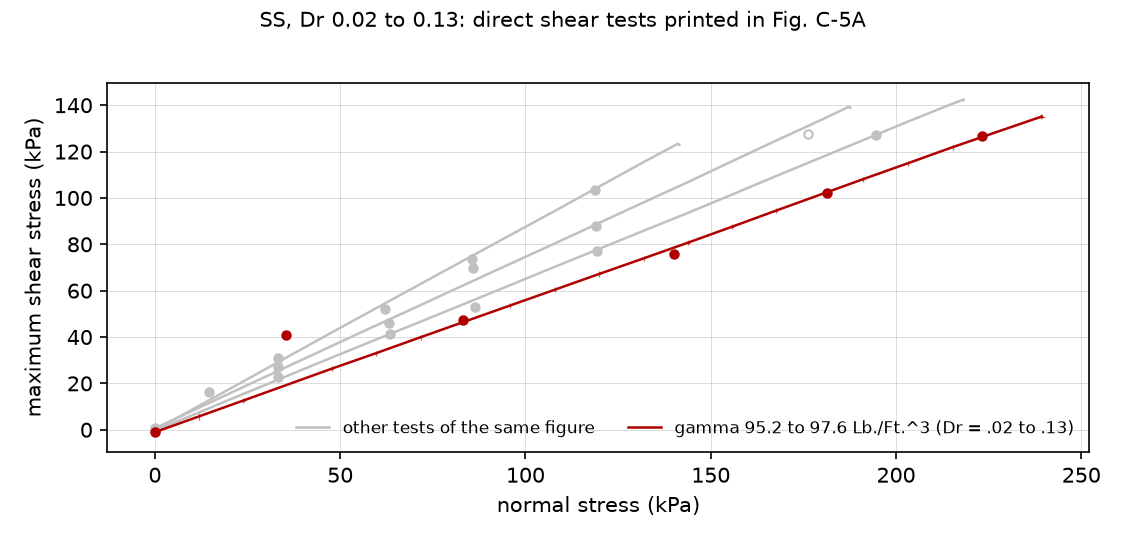 SS, Dr 0.02 to 0.13: direct shear tests printed in Fig. C-5A
maximum shear stress (kPa)
140
120
100
80
60
40
20
0
other tests of the same figure
gamma 95.2 to 97.6 Lb./Ft.^3 (Dr = .02 to .13)
0 50 100 150 200 250
normal stress (kPa)